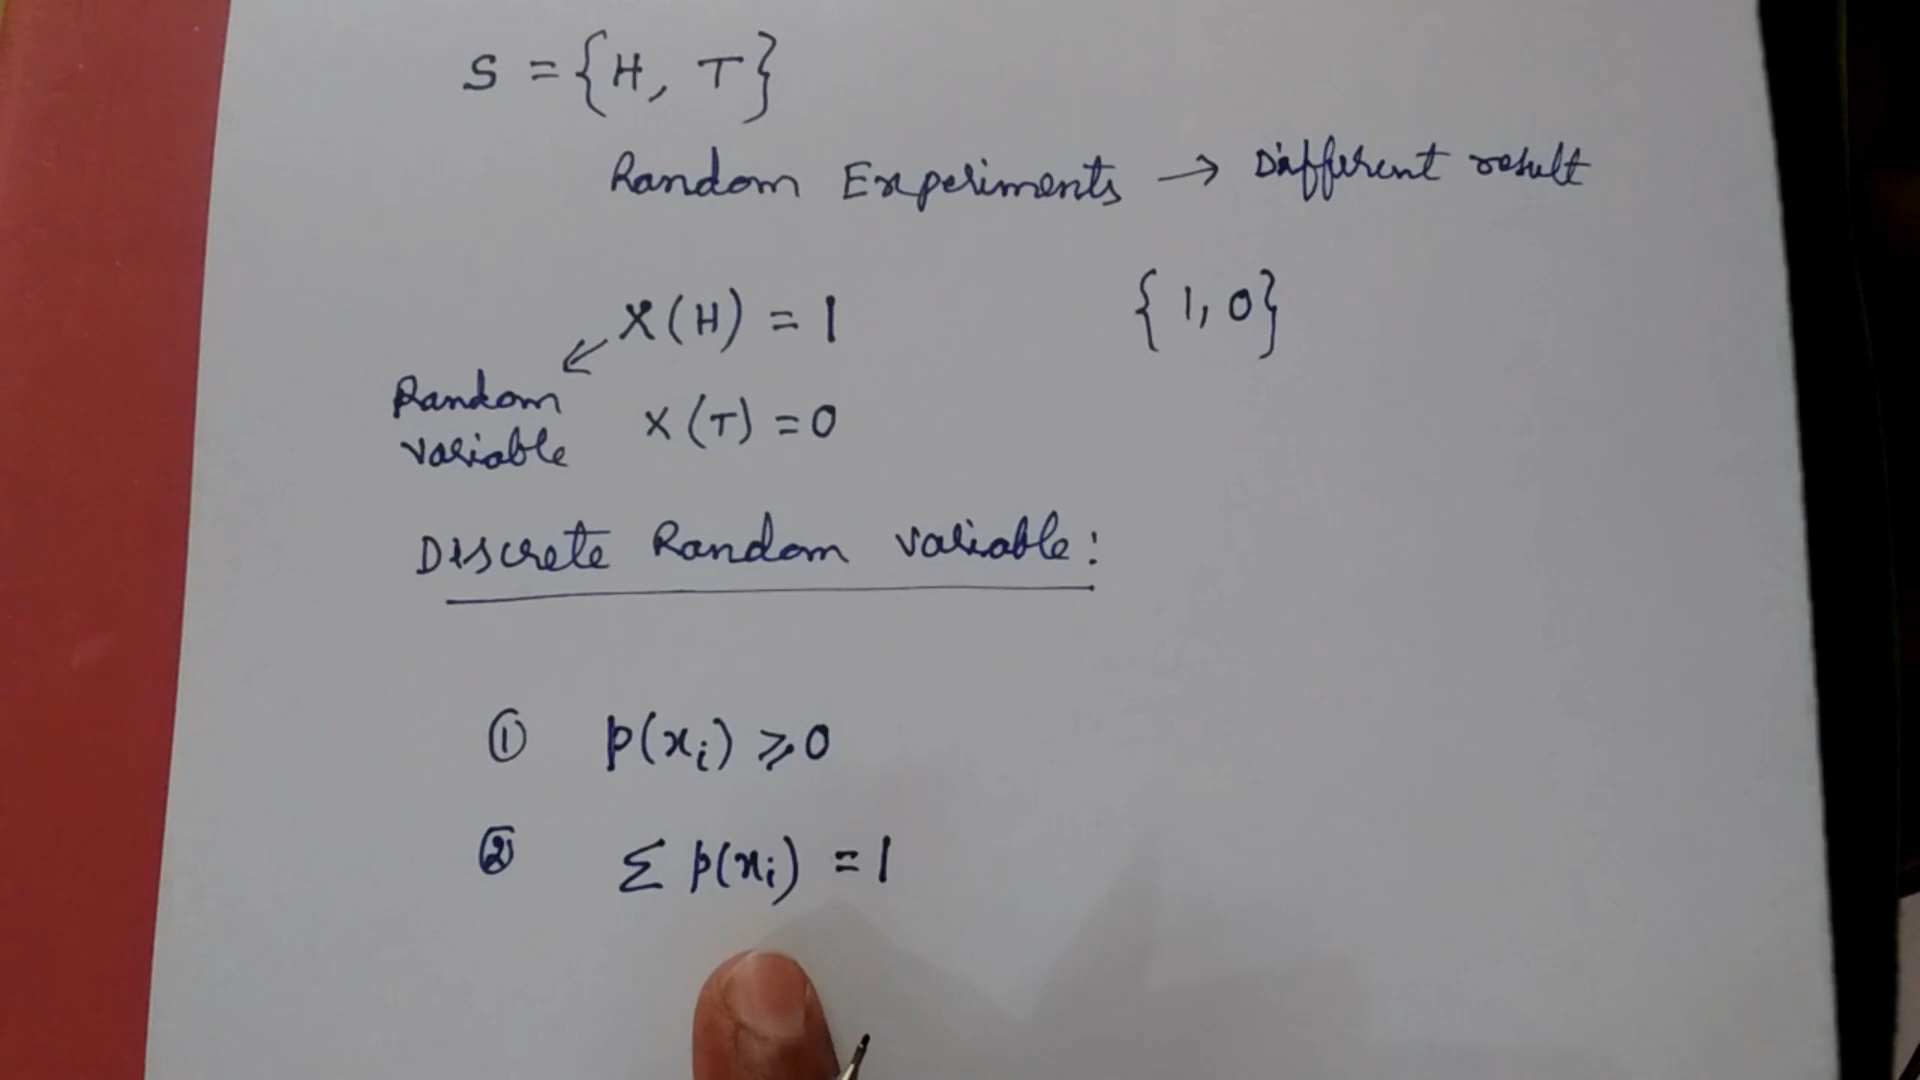 S = {H, T}
Random Experiments → Different result
X(H) = 1
{1, 0}
Random
variable
X(T) = 0
Discrete Random variable:
① p(xᵢ) ⩾ 0
② Σ p(xᵢ) = 1